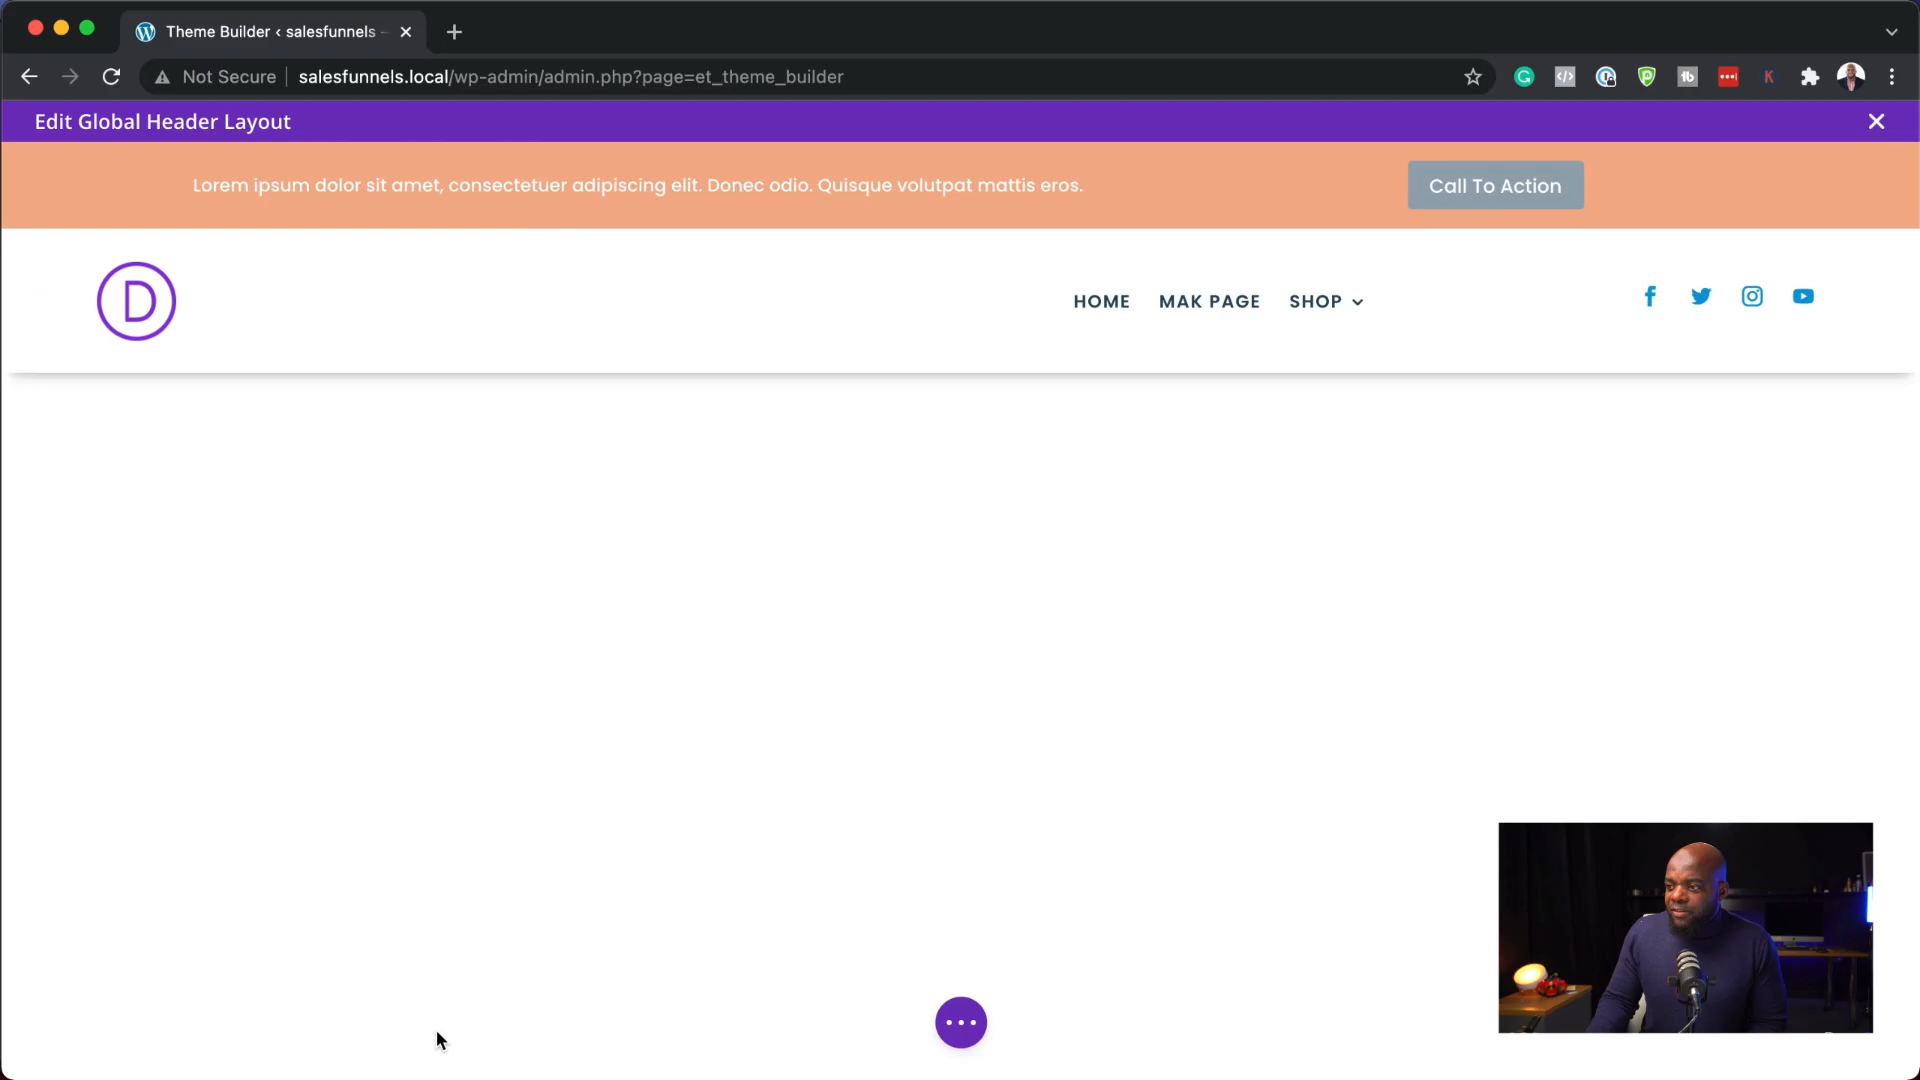 Theme Builder ‹ salesfunnels –
Not Secure
salesfunnels.local/wp-admin/admin.php?page=et_theme_builder
Edit Global Header Layout
Lorem ipsum dolor sit amet, consectetuer adipiscing elit. Donec odio. Quisque volutpat mattis eros.
Call To Action
D
HOME
MAK PAGE
SHOP